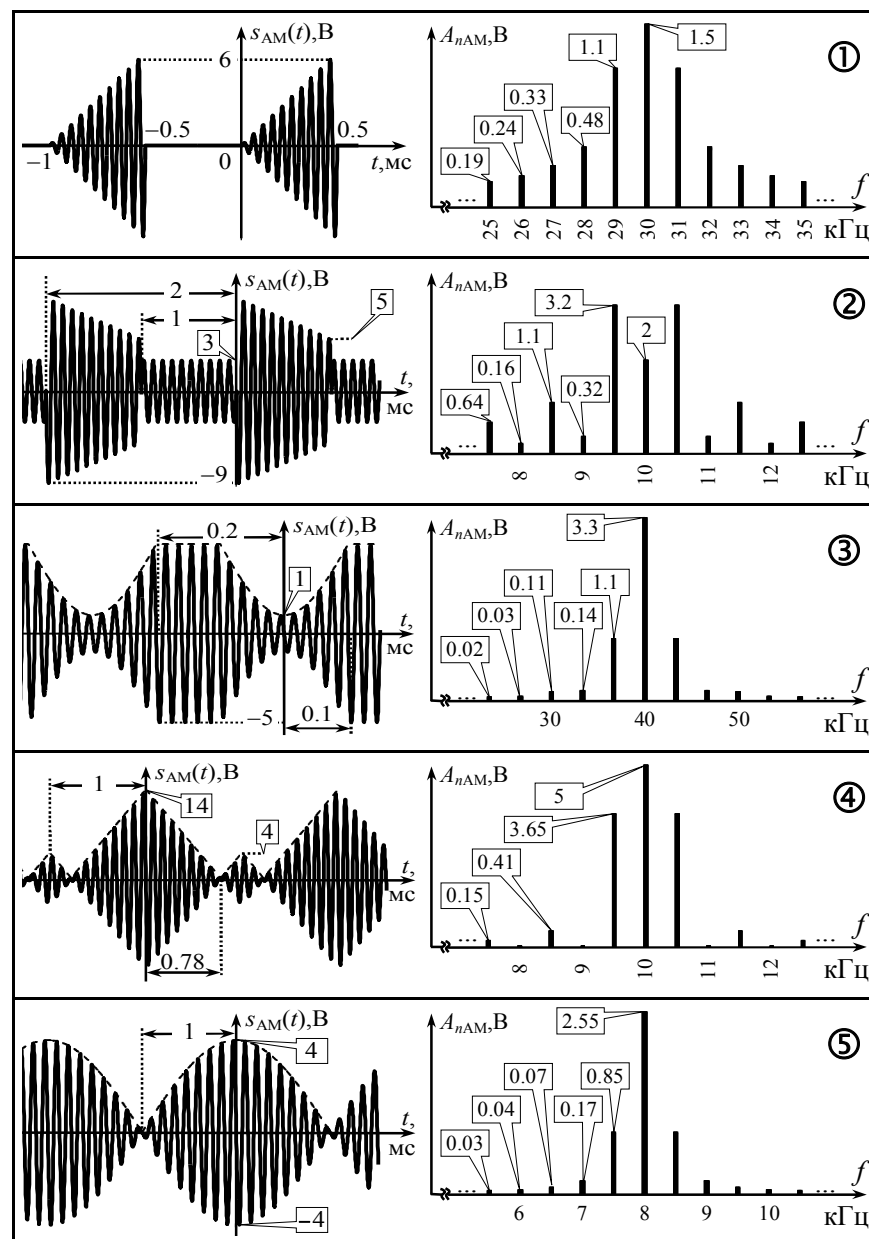 s_AM(t),В
6
−1
−0.5
0
0.5
t,мс
A_nAM,В
1.5
1.1
0.48
0.33
0.24
0.19
...
...
25 26 27 28 29 30 31 32 33 34 35
f
кГц
①
s_AM(t),В
2
1
3
5
−9
t,
мс
A_nAM,В
3.2
2
1.1
0.32
0.16
0.64
...
...
8 9 10 11 12
f
кГц
②
s_AM(t),В
0.2
1
−5
0.1
t,
мс
A_nAM,В
3.3
1.1
0.14
0.11
0.03
0.02
...
...
30 40 50
f
кГц
③
s_AM(t),В
1
14
4
0.78
t,
мс
A_nAM,В
5
3.65
0.41
0.15
...
...
8 9 10 11 12
f
кГц
④
s_AM(t),В
1
4
−4
t,
мс
A_nAM,В
2.55
0.85
0.17
0.07
0.04
0.03
...
...
6 7 8 9 10
f
кГц
⑤